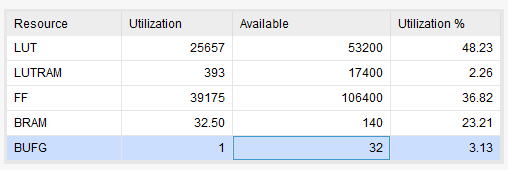 Resource Utilization Available Utilization %
LUT 25657 53200 48.23
LUTRAM 393 17400 2.26
FF 39175 106400 36.82
BRAM 32.50 140 23.21
BUFG 1 32 3.13